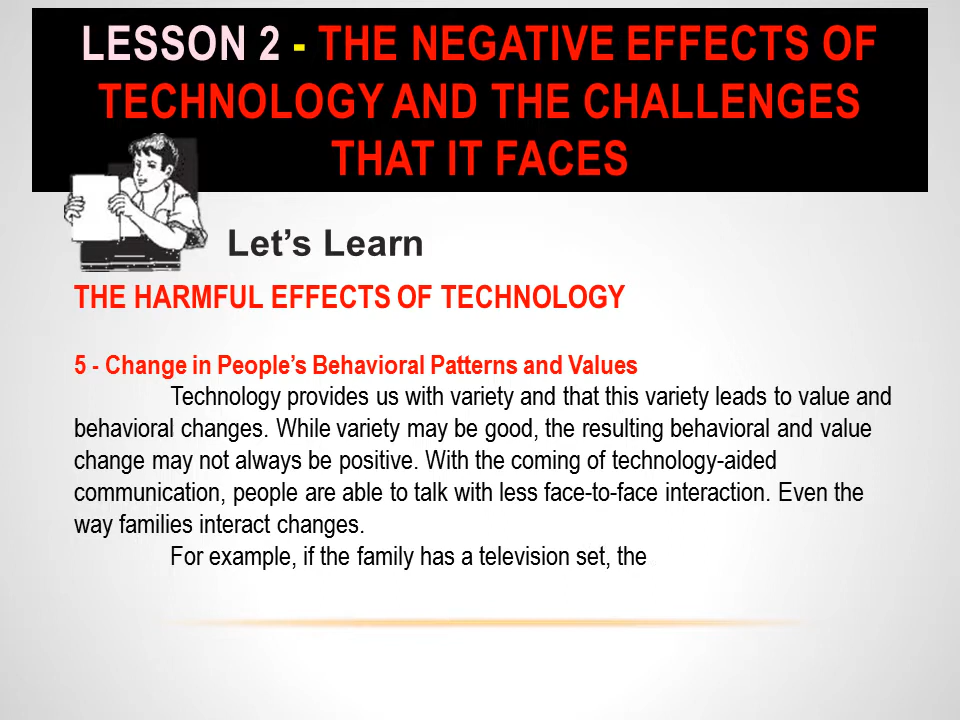 LESSON 2 - THE NEGATIVE EFFECTS OF
TECHNOLOGY AND THE CHALLENGES
THAT IT FACES
Let’s Learn
THE HARMFUL EFFECTS OF TECHNOLOGY
5 - Change in People’s Behavioral Patterns and Values
Technology provides us with variety and that this variety leads to value and
behavioral changes. While variety may be good, the resulting behavioral and value
change may not always be positive. With the coming of technology-aided
communication, people are able to talk with less face-to-face interaction. Even the
way families interact changes.
For example, if the family has a television set, the